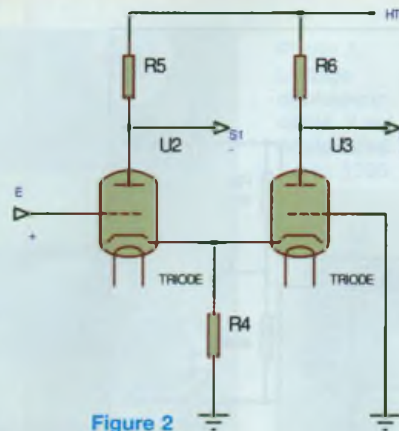 HT
R5
R6
S1
-
U2
U3
E
+
TRIODE
TRIODE
R4
Figure 2